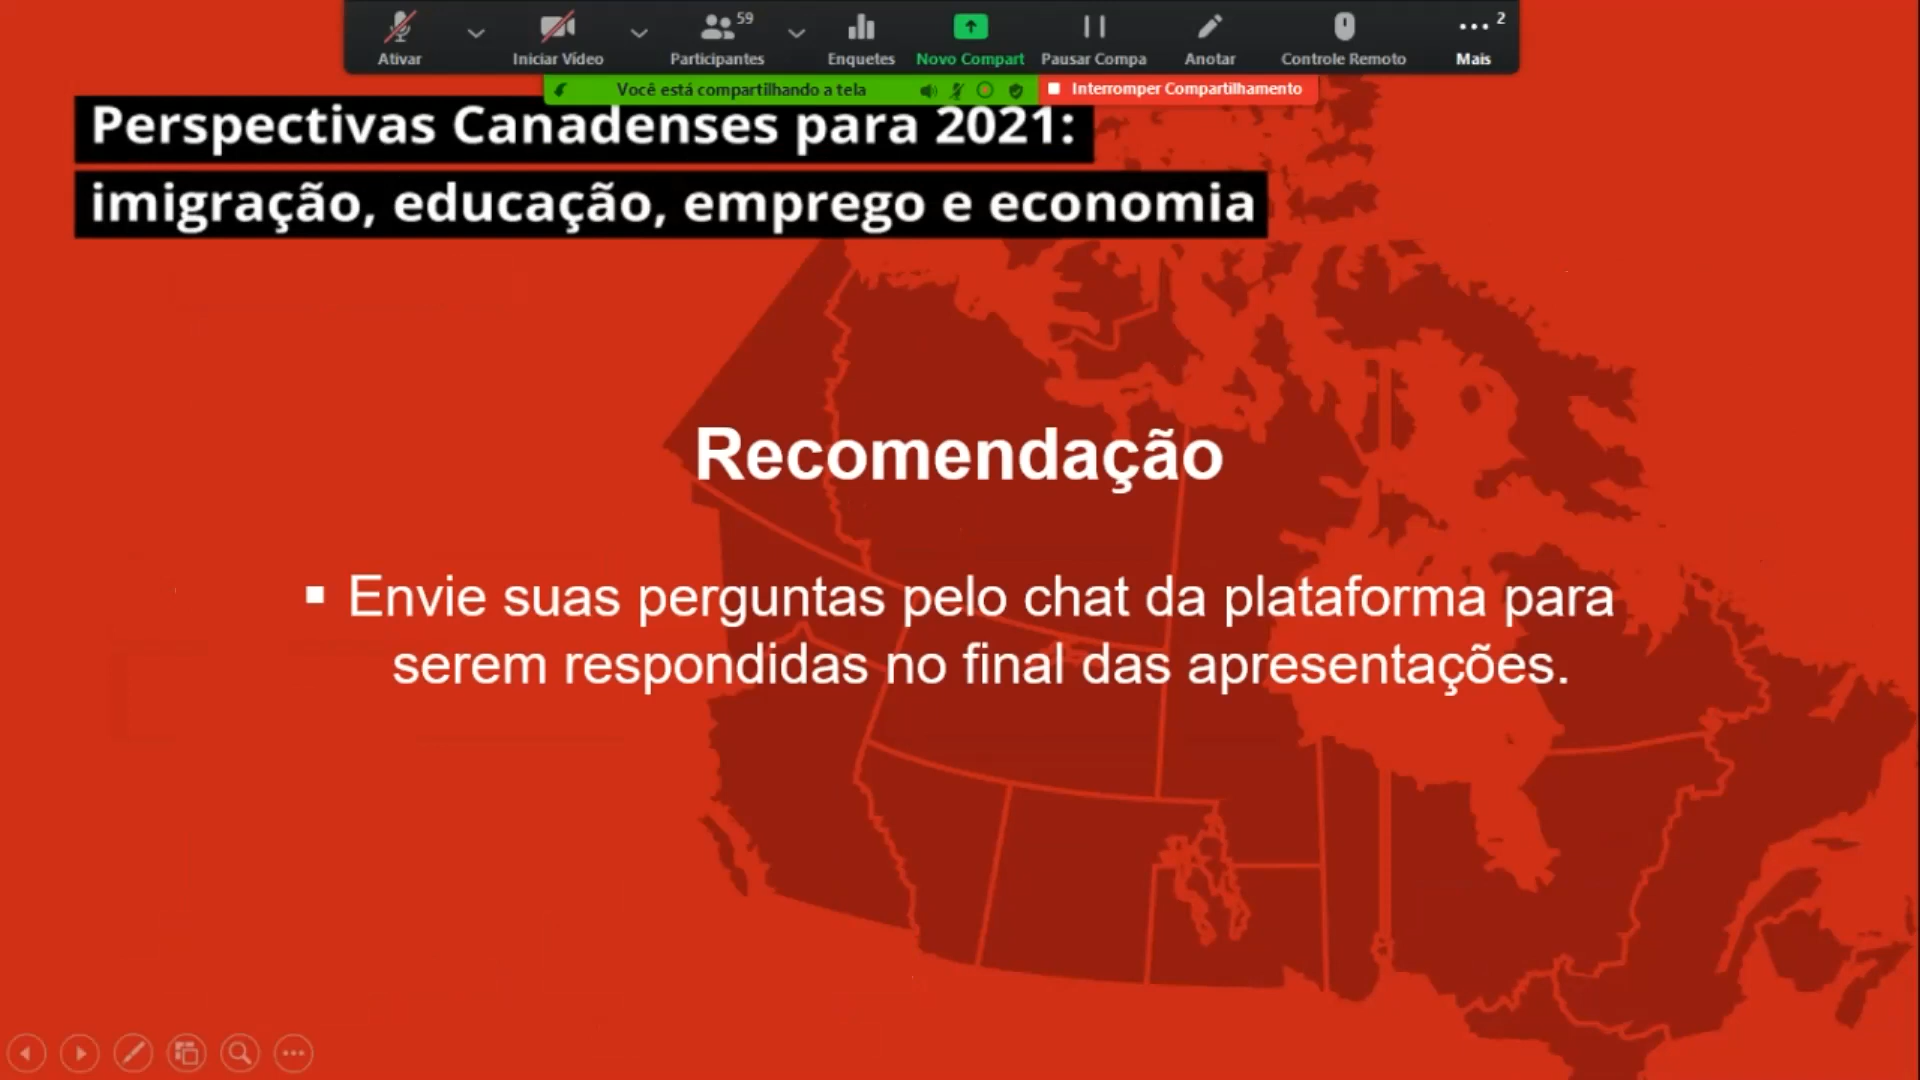 Ativar
Iniciar Vídeo
59
Participantes
Enquetes
Novo Compart
Pausar Compa
Anotar
Controle Remoto
2
Mais
Você está compartilhando a tela
Interromper Compartilhamento
Perspectivas Canadenses para 2021:
imigração, educação, emprego e economia
Recomendação
Envie suas perguntas pelo chat da plataforma para
serem respondidas no final das apresentações.